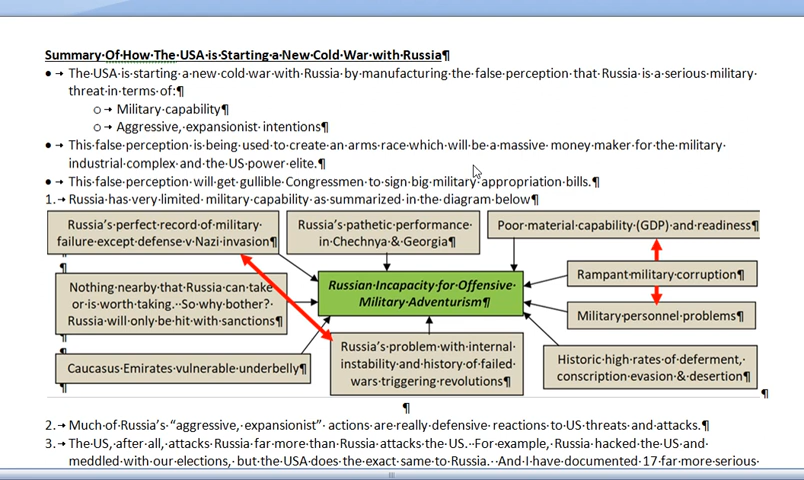 Summary Of How The USA is Starting a New Cold War with Russia¶
• → The USA is starting a new cold war with Russia by manufacturing the false perception that Russia is a serious military
threat in terms of:¶
o → Military capability¶
o → Aggressive, expansionist intentions¶
• → This false perception is being used to create an arms race which will be a massive money maker for the military
industrial complex and the US power elite.¶
• → This false perception will get gullible Congressmen to sign big military appropriation bills.¶
1. → Russia has very limited military capability as summarized in the diagram below¶
Russia's perfect record of military
failure except defense v Nazi invasion¶
Russia's pathetic performance
in Chechnya & Georgia¶
Poor material capability (GDP) and readiness¶
Nothing nearby that Russia can take
or is worth taking. So why bother?
Russia will only be hit with sanctions¶
Russian Incapacity for Offensive
Military Adventurism¶
Rampant military corruption¶
Military personnel problems¶
Caucasus Emirates vulnerable underbelly¶
Russia's problem with internal
instability and history of failed
wars triggering revolutions¶
Historic high rates of deferment,
conscription evasion & desertion¶
2. → Much of Russia's “aggressive, expansionist” actions are really defensive reactions to US threats and attacks.¶
3. → The US, after all, attacks Russia far more than Russia attacks the US. For example, Russia hacked the US and
meddled with our elections, but the USA does the exact same to Russia. And I have documented 17 far more serious